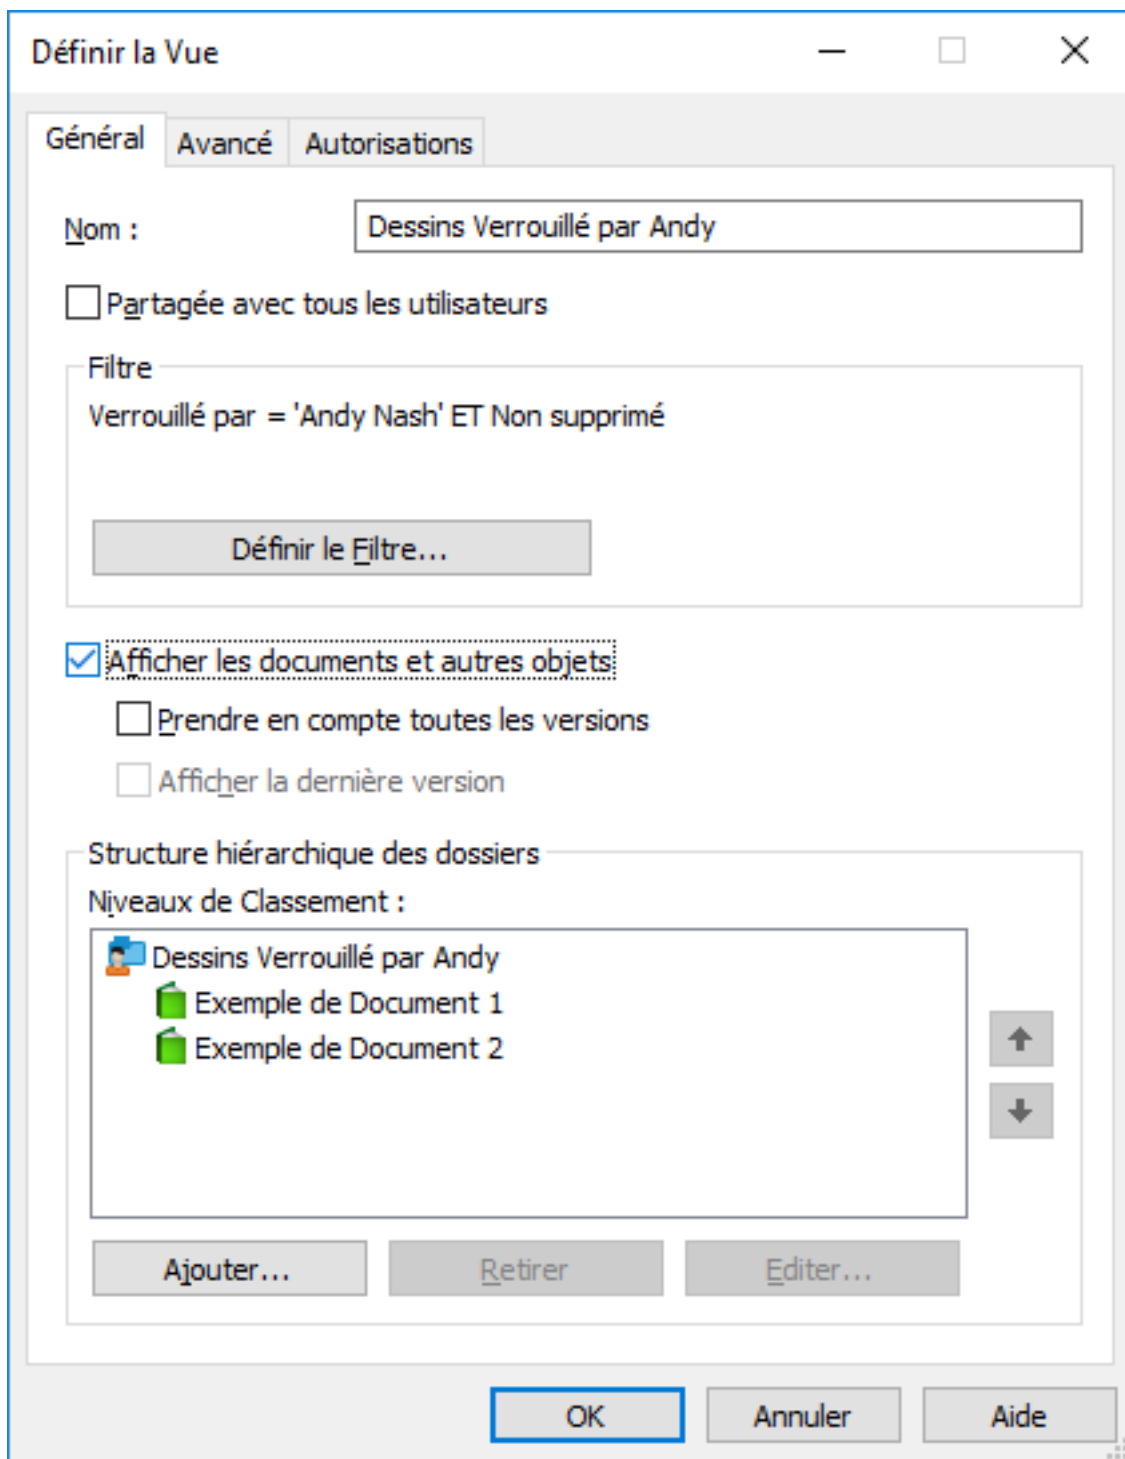 Définir la Vue
Général Avancé Autorisations
Nom : Dessins Verrouillé par Andy
Partagée avec tous les utilisateurs
Filtre
Verrouillé par = 'Andy Nash' ET Non supprimé
Définir le Filtre...
Afficher les documents et autres objets
Prendre en compte toutes les versions
Afficher la dernière version
Structure hiérarchique des dossiers
Niveaux de Classement :
Dessins Verrouillé par Andy
Exemple de Document 1
Exemple de Document 2
Ajouter... Retirer Editer...
OK Annuler Aide